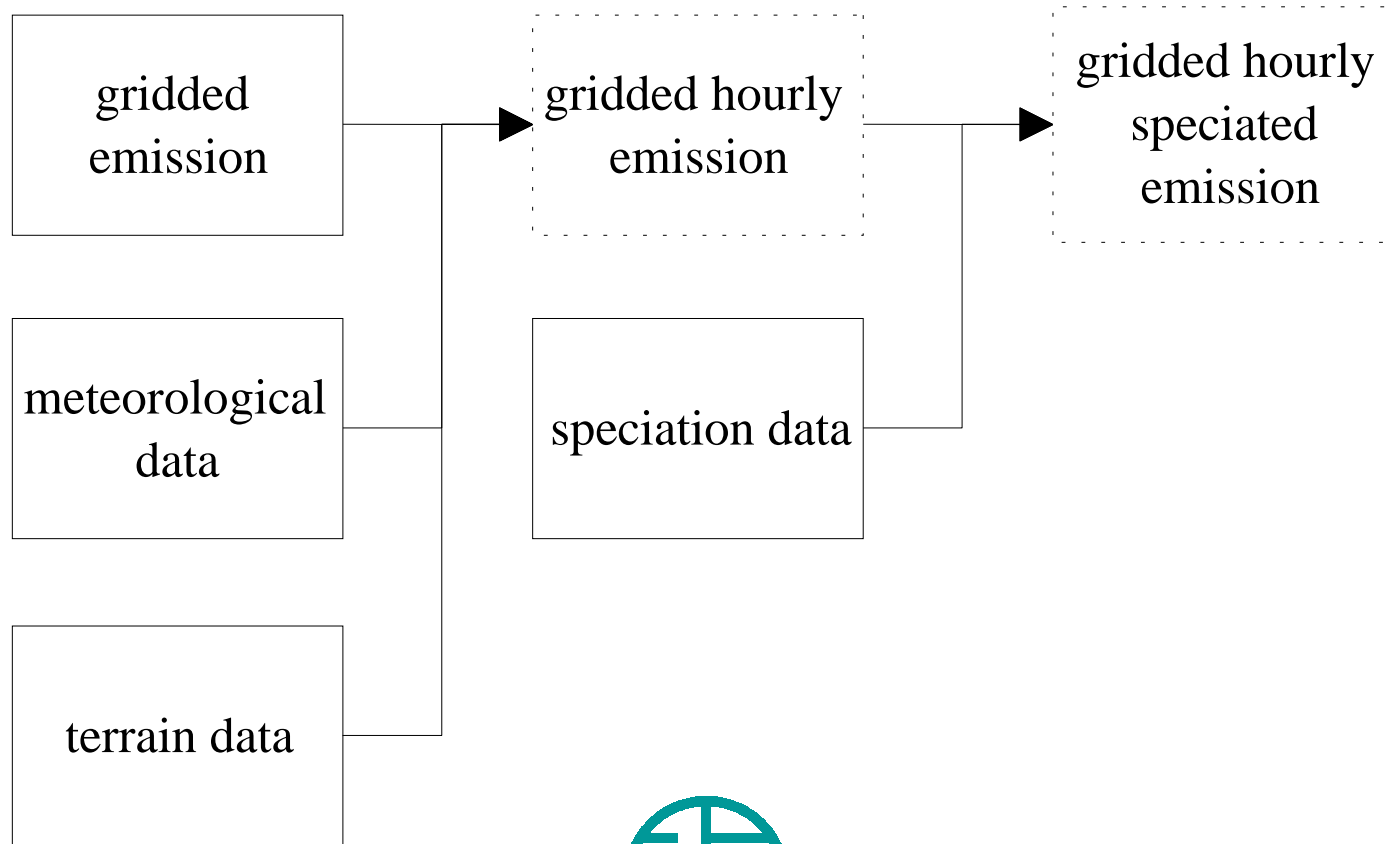 gridded
emission
gridded hourly
emission
gridded hourly
speciated
emission
meteorological
data
speciation data
terrain data